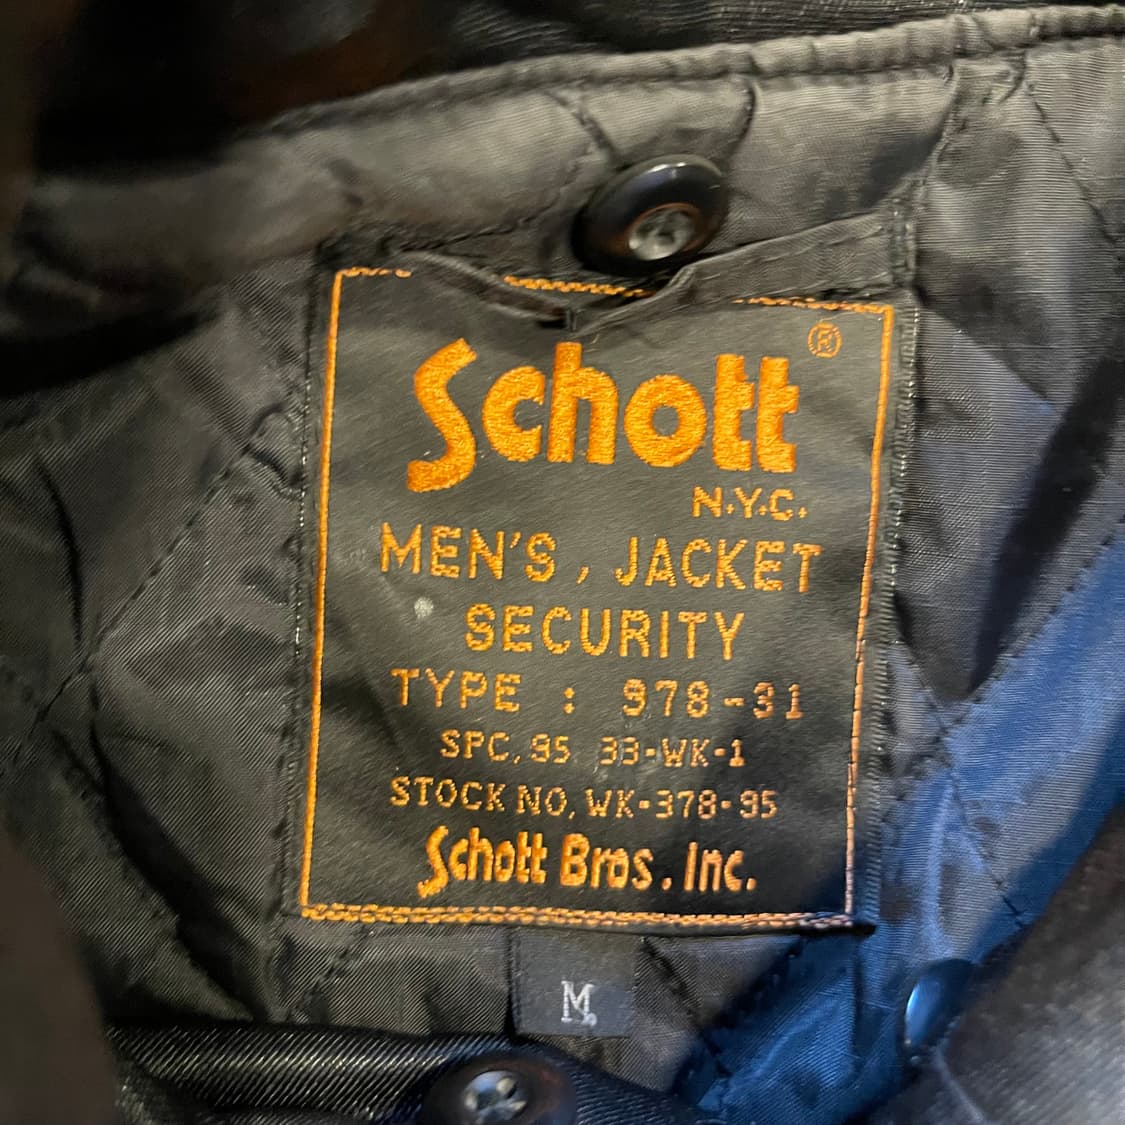 Schott®
N.Y.C.
MEN'S, JACKET
SECURITY
TYPE : 978-31
SPC, 95 33-WK-1
STOCK NO, WK-378-95
Schott Bros. Inc.
M